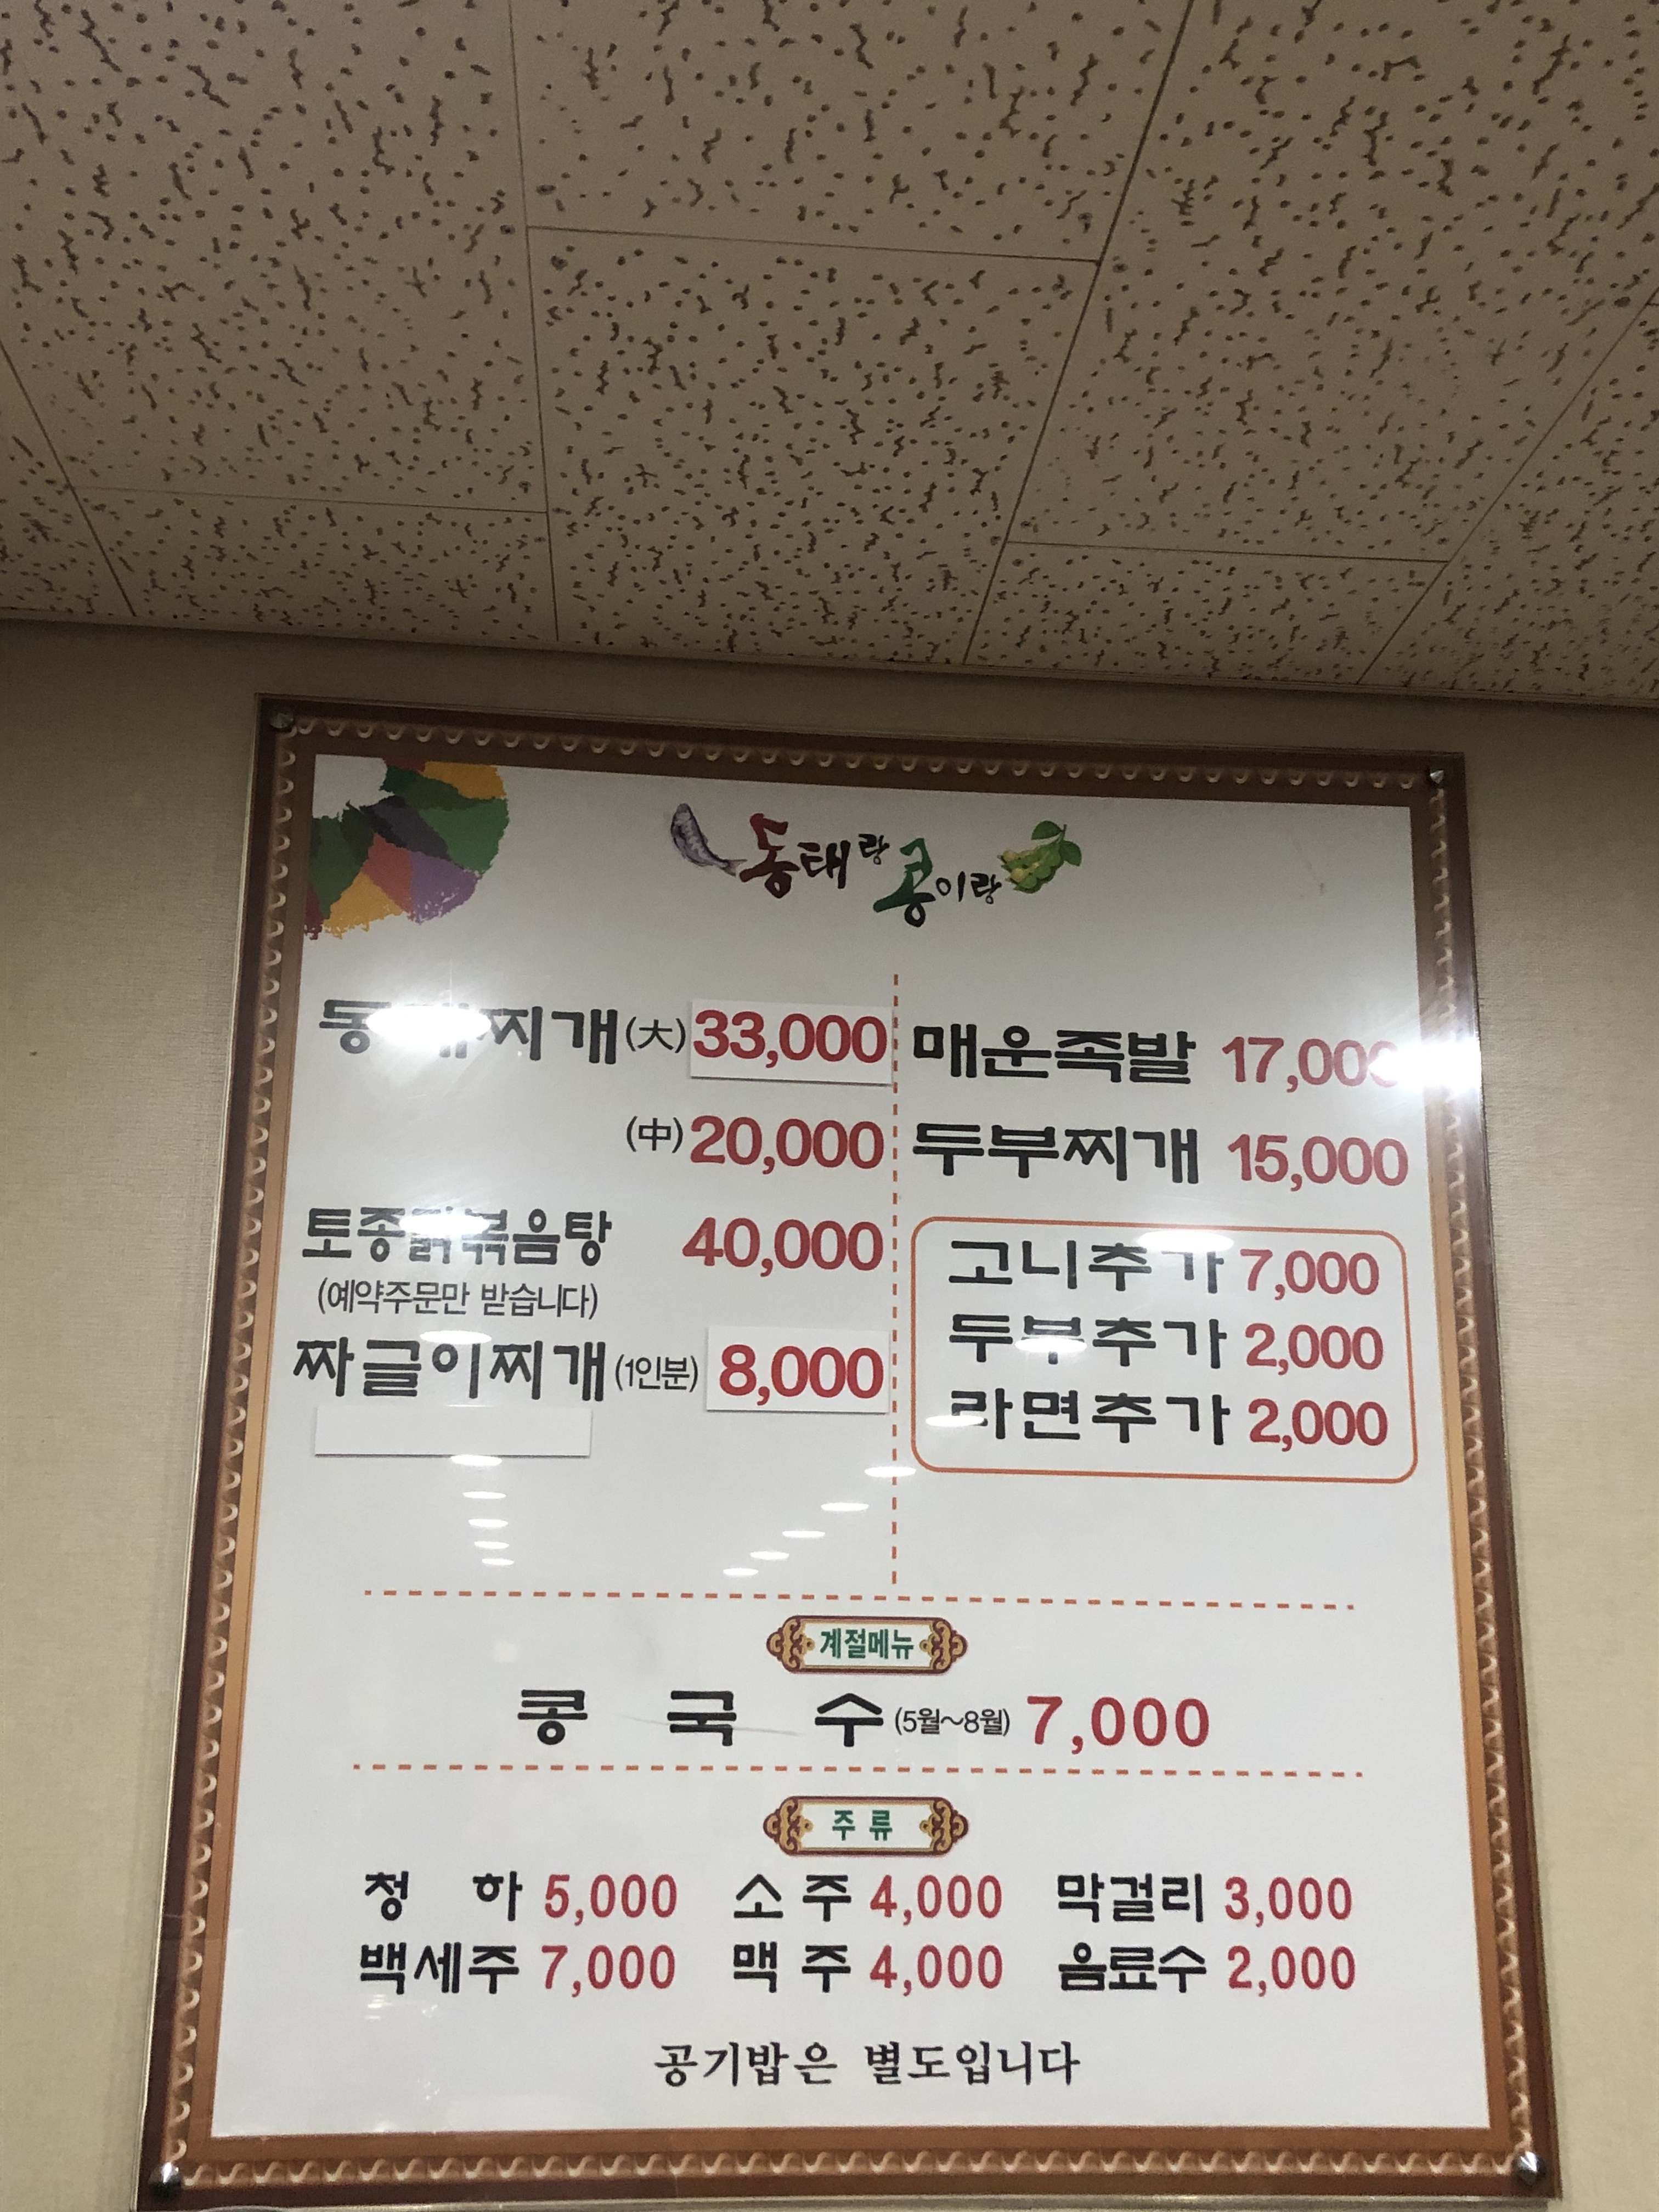 동태랑 콩이랑
동태찌개(大) 33,000
(中) 20,000
토종닭볶음탕 40,000
(예약주문만 받습니다)
짜글이찌개(1인분) 8,000
매운족발 17,000
두부찌개 15,000
고니추가 7,000
두부추가 2,000
라면추가 2,000
계절메뉴
콩 국 수 (5월~8월) 7,000
주 류
청 하 5,000 소 주 4,000 막걸리 3,000
백세주 7,000 맥 주 4,000 음료수 2,000
공기밥은 별도입니다